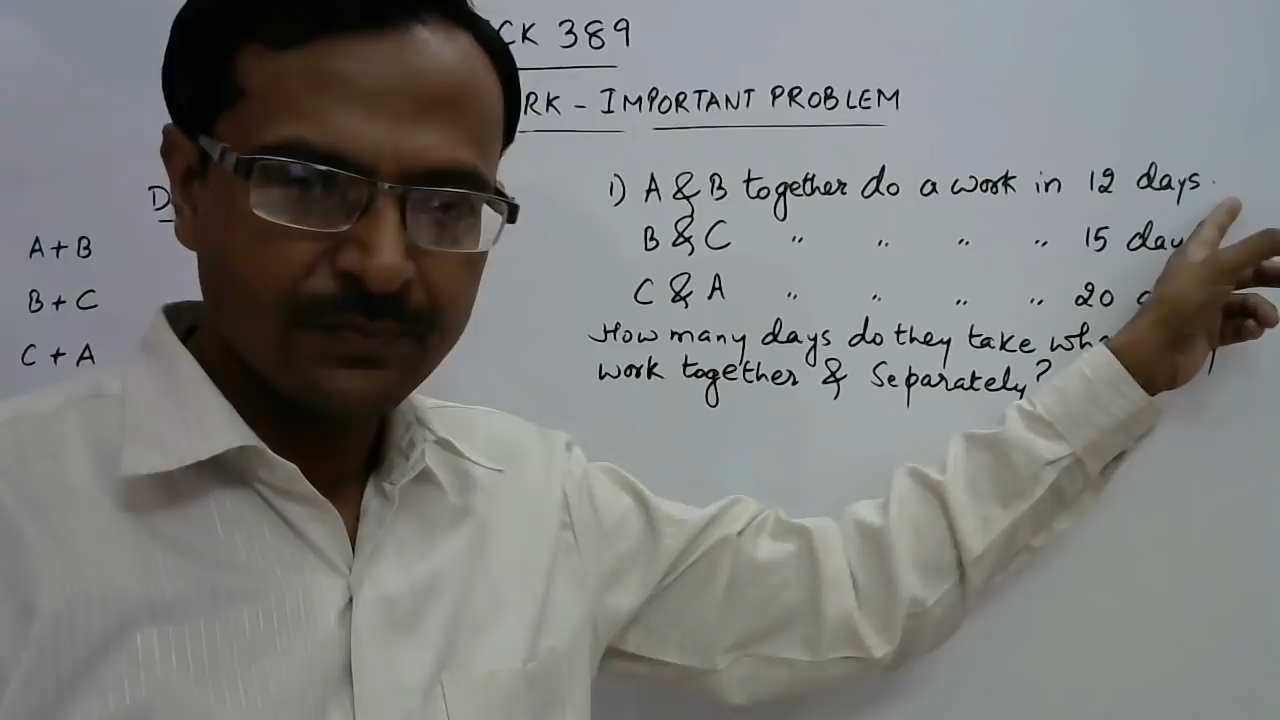 CK 389
RK - IMPORTANT PROBLEM
D
1) A & B together do a work in 12 days.
B & C " " " " 15 day
C & A " " " " 20
How many days do they take
work together & Separately?
A + B
B + C
C + A